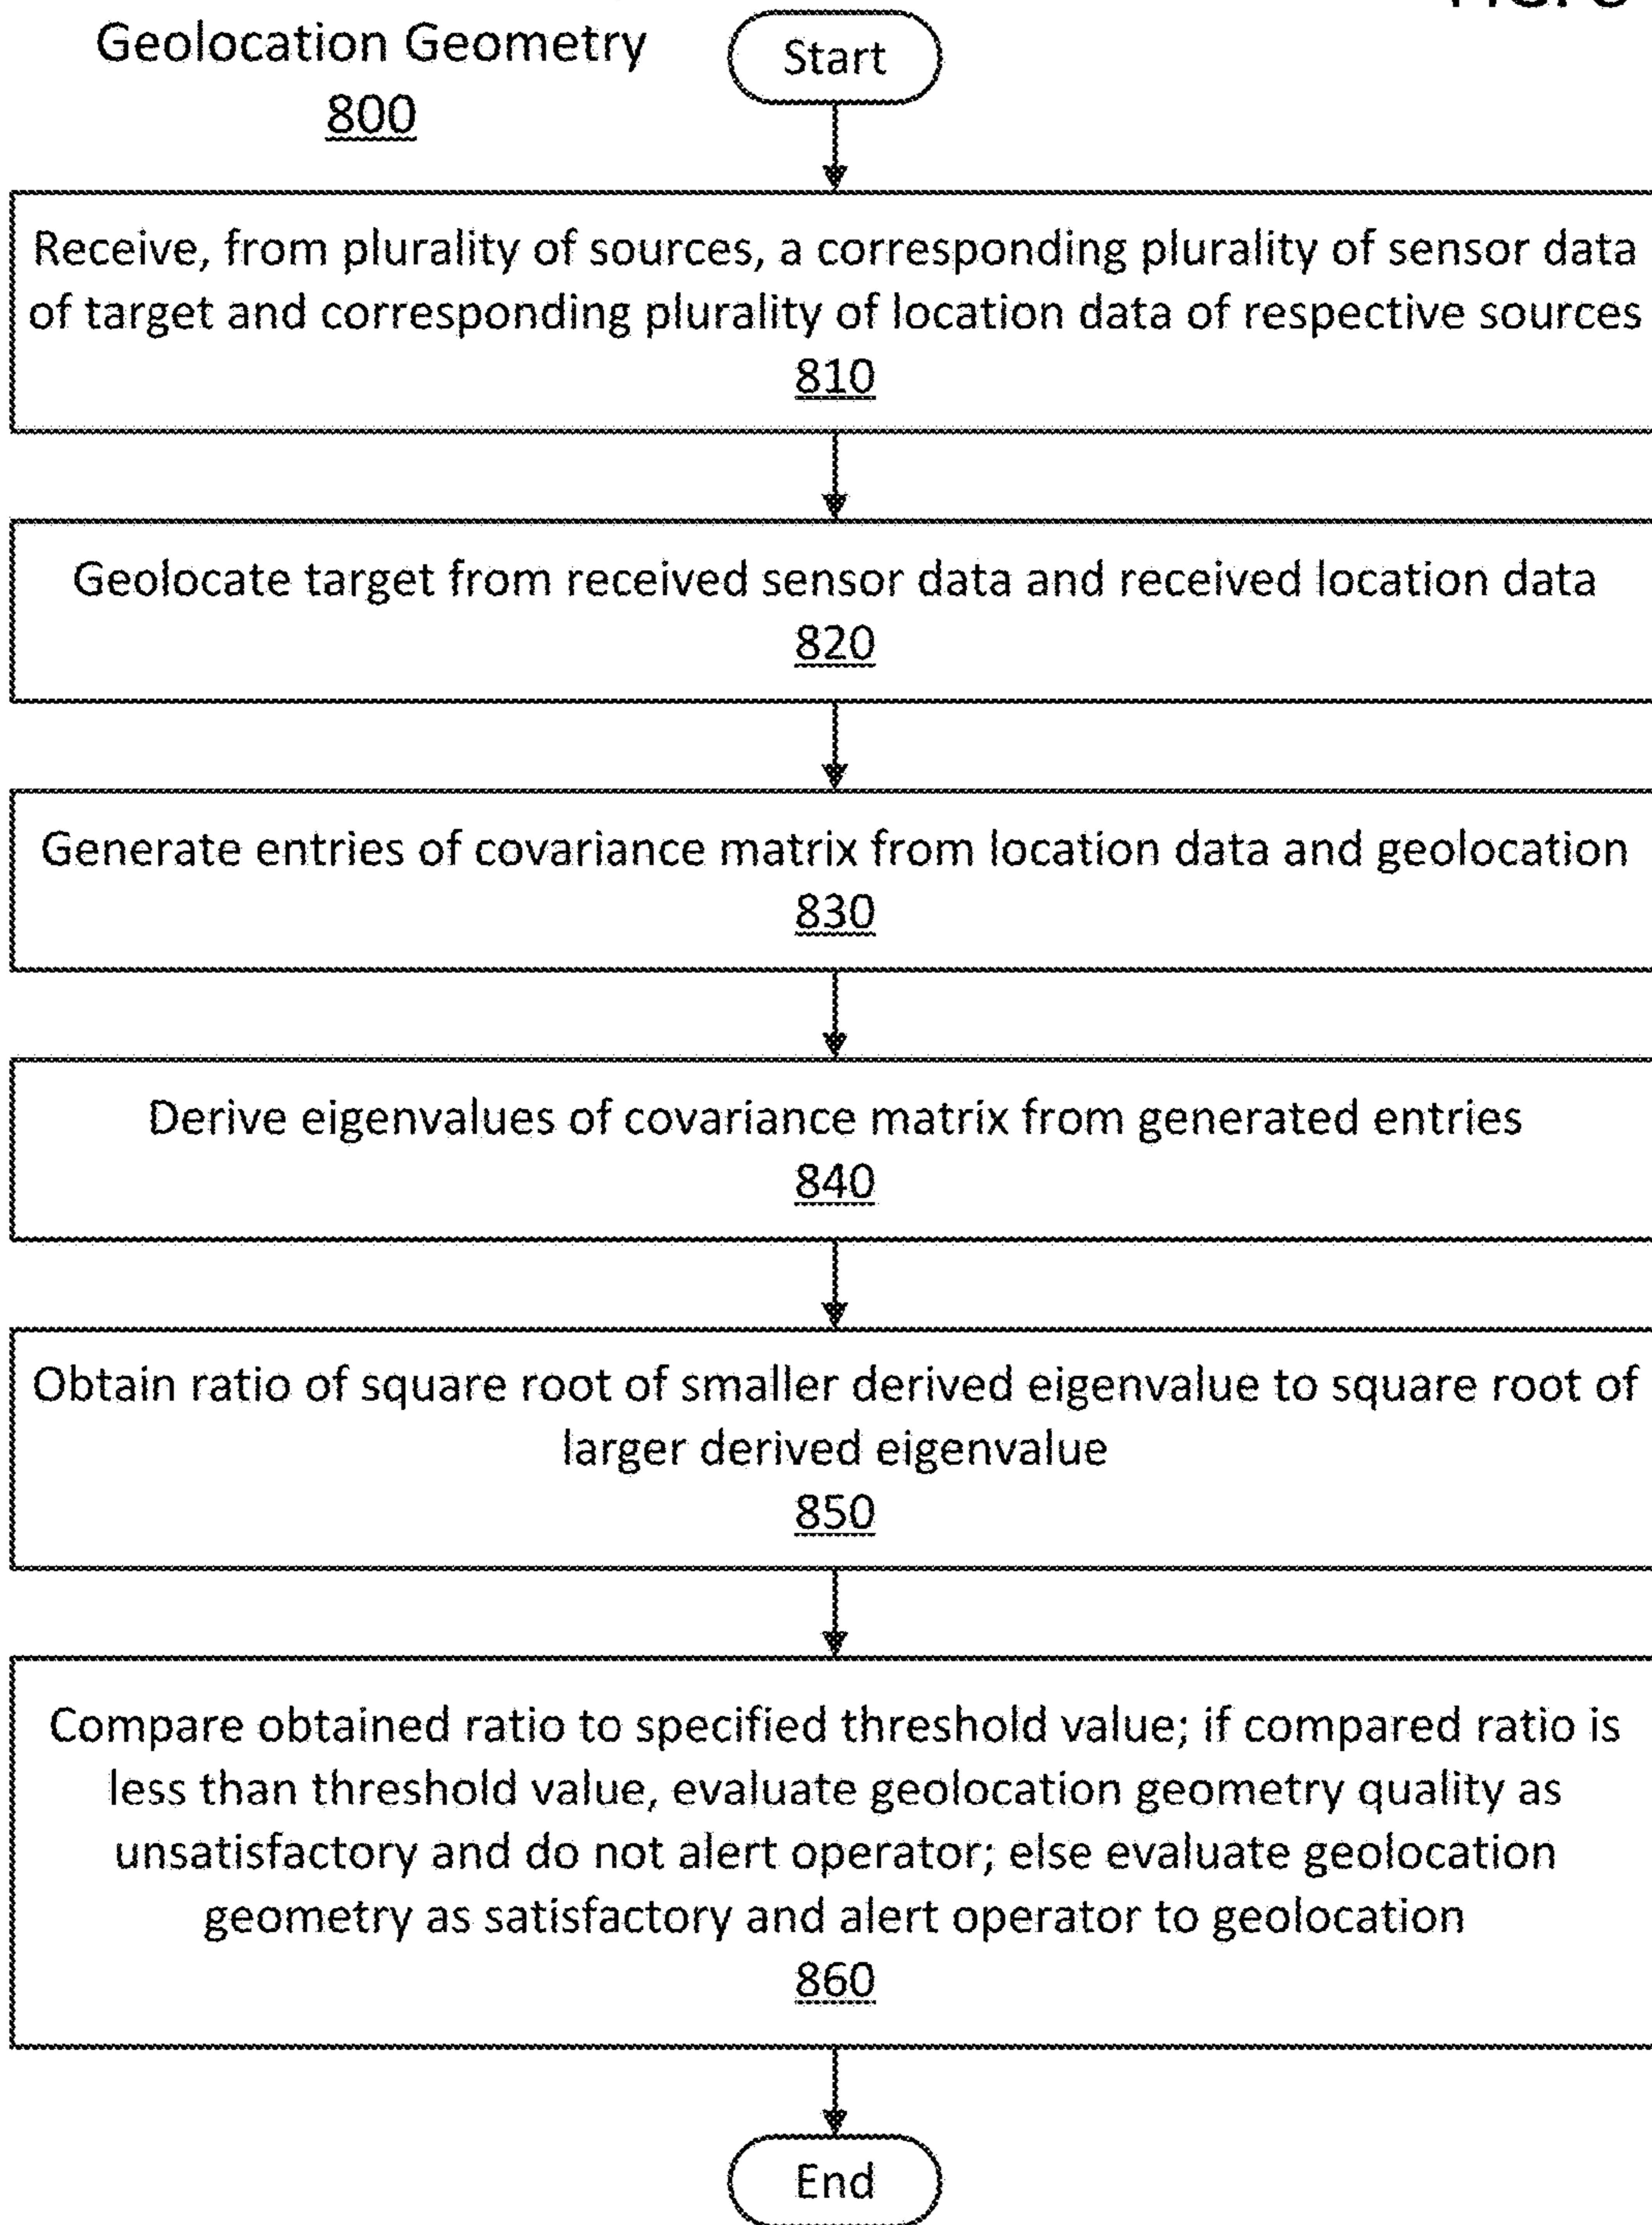 Geolocation Geometry
800
Start
Receive, from plurality of sources, a corresponding plurality of sensor data
of target and corresponding plurality of location data of respective sources
810
Geolocate target from received sensor data and received location data
820
Generate entries of covariance matrix from location data and geolocation
830
Derive eigenvalues of covariance matrix from generated entries
840
Obtain ratio of square root of smaller derived eigenvalue to square root of
larger derived eigenvalue
850
Compare obtained ratio to specified threshold value; if compared ratio is
less than threshold value, evaluate geolocation geometry quality as
unsatisfactory and do not alert operator; else evaluate geolocation
geometry as satisfactory and alert operator to geolocation
860
End